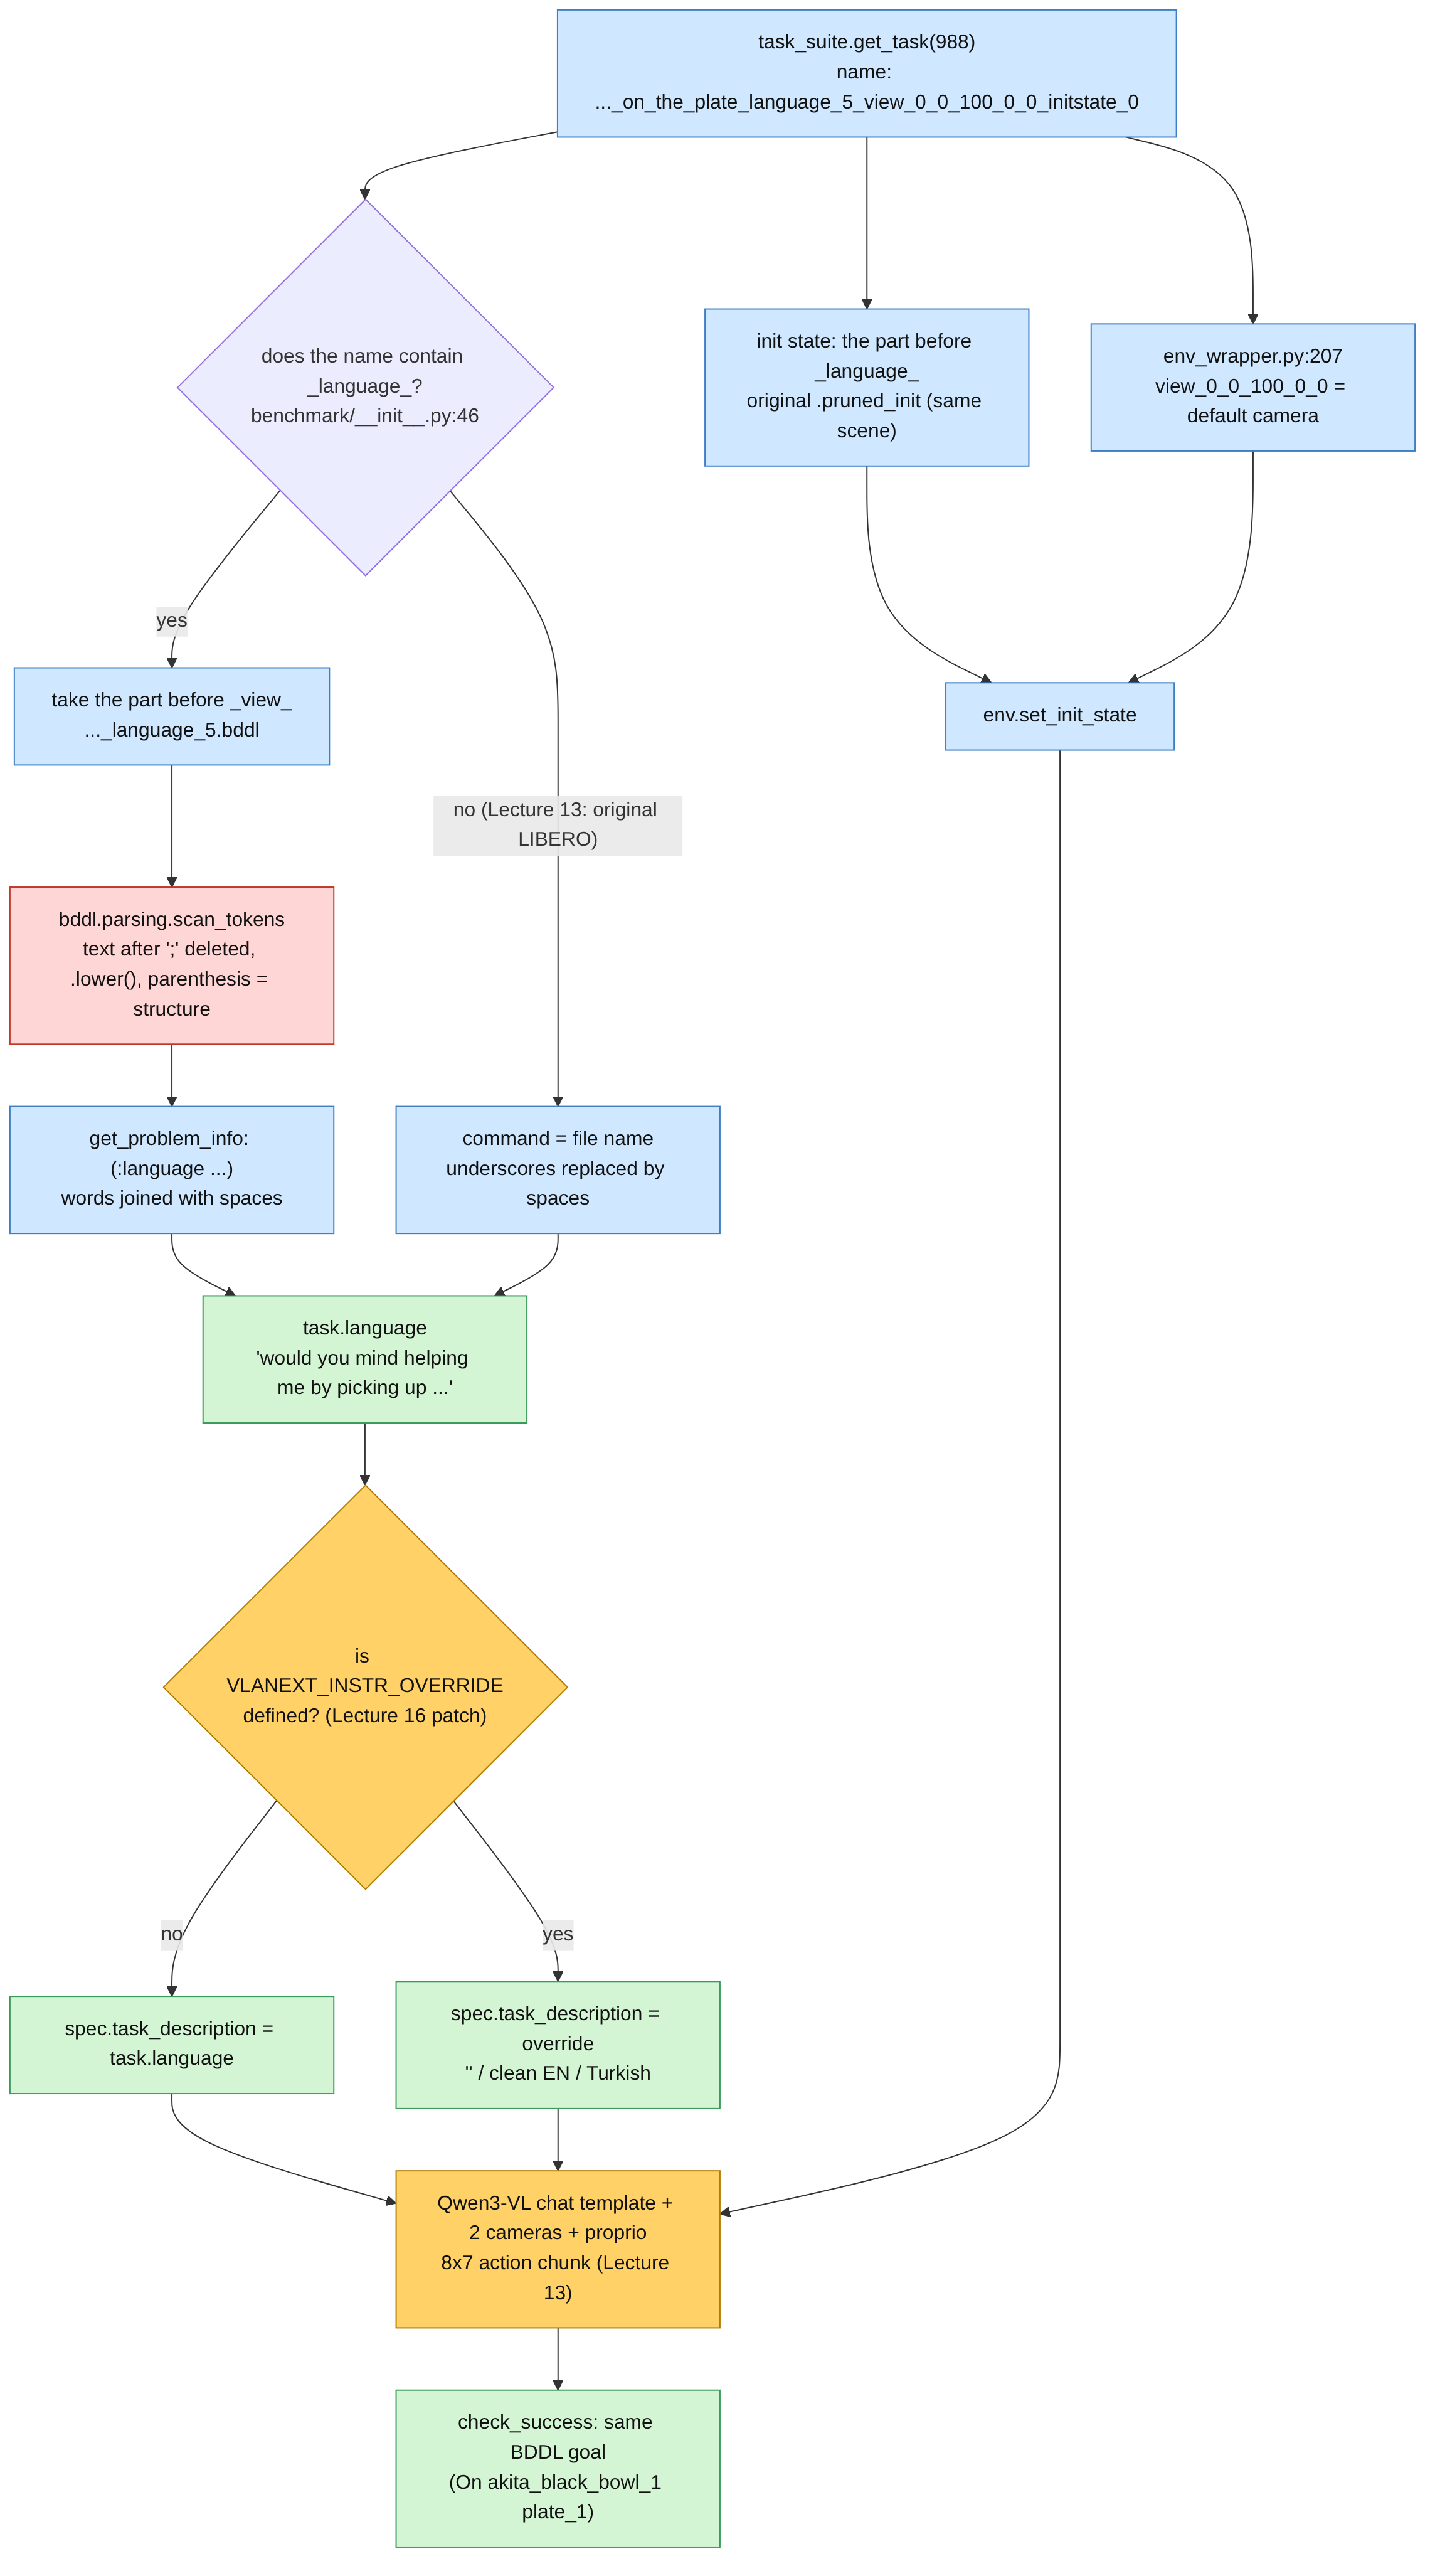 task_suite.get_task(988)
name:
..._on_the_plate_language_5_view_0_0_100_0_0_initstate_0
does the name contain
_language_?
benchmark/__init__.py:46
init state: the part before
_language_
original .pruned_init (same
scene)
env_wrapper.py:207
view_0_0_100_0_0 =
default camera
yes
take the part before _view_
..._language_5.bddl
env.set_init_state
no (Lecture 13: original
LIBERO)
bddl.parsing.scan_tokens
text after ';' deleted,
.lower(), parenthesis =
structure
get_problem_info:
(:language ...)
words joined with spaces
command = file name
underscores replaced by
spaces
task.language
'would you mind helping
me by picking up ...'
is
VLANEXT_INSTR_OVERRIDE
defined? (Lecture 16 patch)
no
yes
spec.task_description =
task.language
spec.task_description =
override
'' / clean EN / Turkish
Qwen3-VL chat template +
2 cameras + proprio
8x7 action chunk (Lecture
13)
check_success: same
BDDL goal
(On akita_black_bowl_1
plate_1)